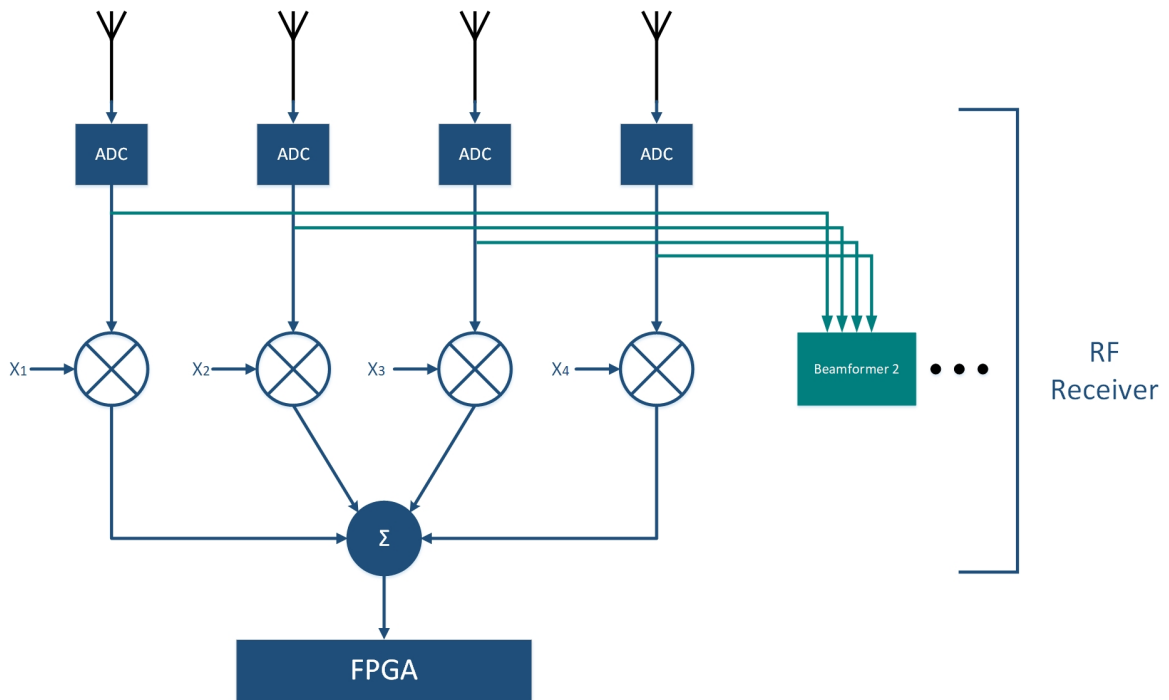 ADC
ADC
ADC
ADC
X1
X2
X3
X4
Beamformer 2
RF
Receiver
Σ
FPGA